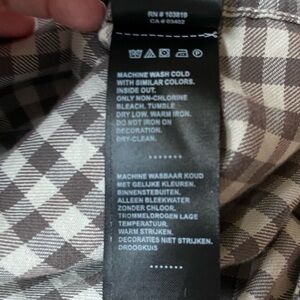 RN # 103819
CA # 03402
MACHINE WASH COLD
WITH SIMILAR COLORS.
INSIDE OUT.
ONLY NON-CHLORINE
BLEACH. TUMBLE
DRY LOW. WARM IRON.
DO NOT IRON ON
DECORATION.
DRY-CLEAN.
MACHINE WASBAAR KOUD
MET GELIJKE KLEUREN.
BINNENSTEBUITEN.
ALLEEN BLEEKWATER
ZONDER CHLOOR.
TROMMELDROGEN LAGE
TEMPERATUUR.
WARM STRIJKEN.
DECORATIES NIET STRIJKEN.
DROOGKUIS